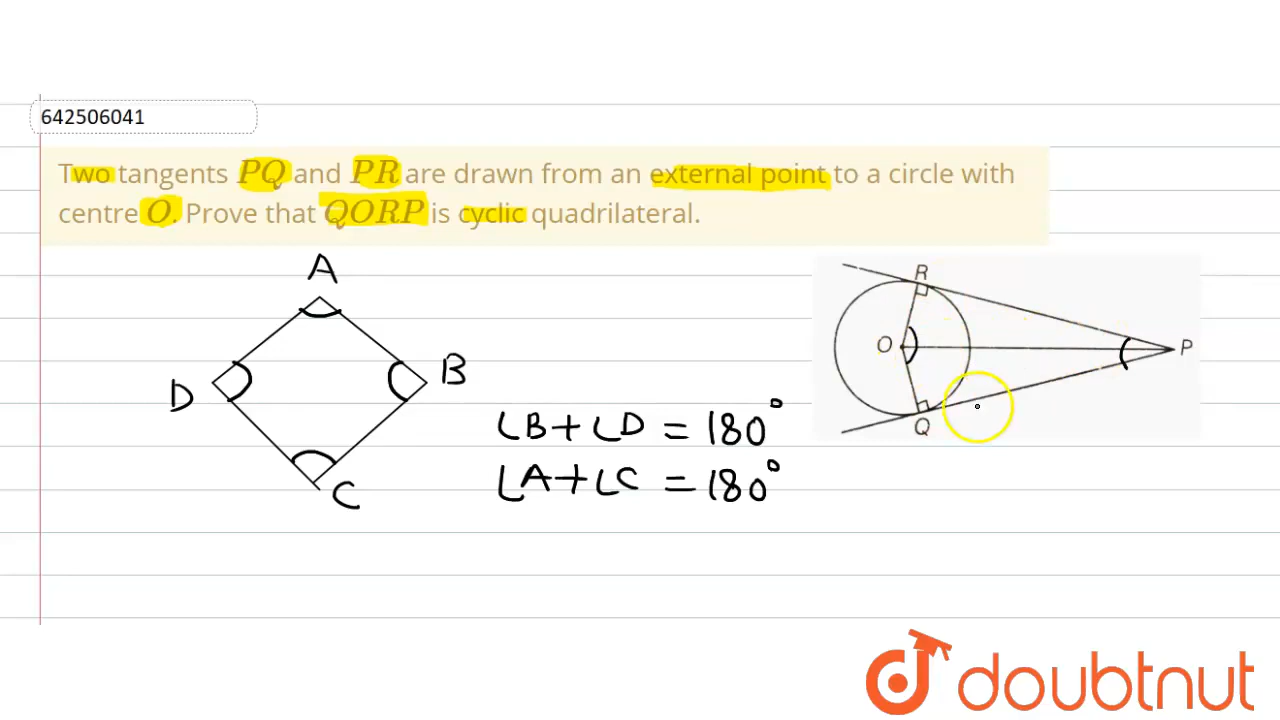 642506041
Two tangents PQ and PR are drawn from an external point to a circle with
centre O. Prove that QORP is cyclic quadrilateral.
A
R
O
P
B
D
Q
∠B+∠D = 180°
∠A+∠C = 180°
C
doubtnut